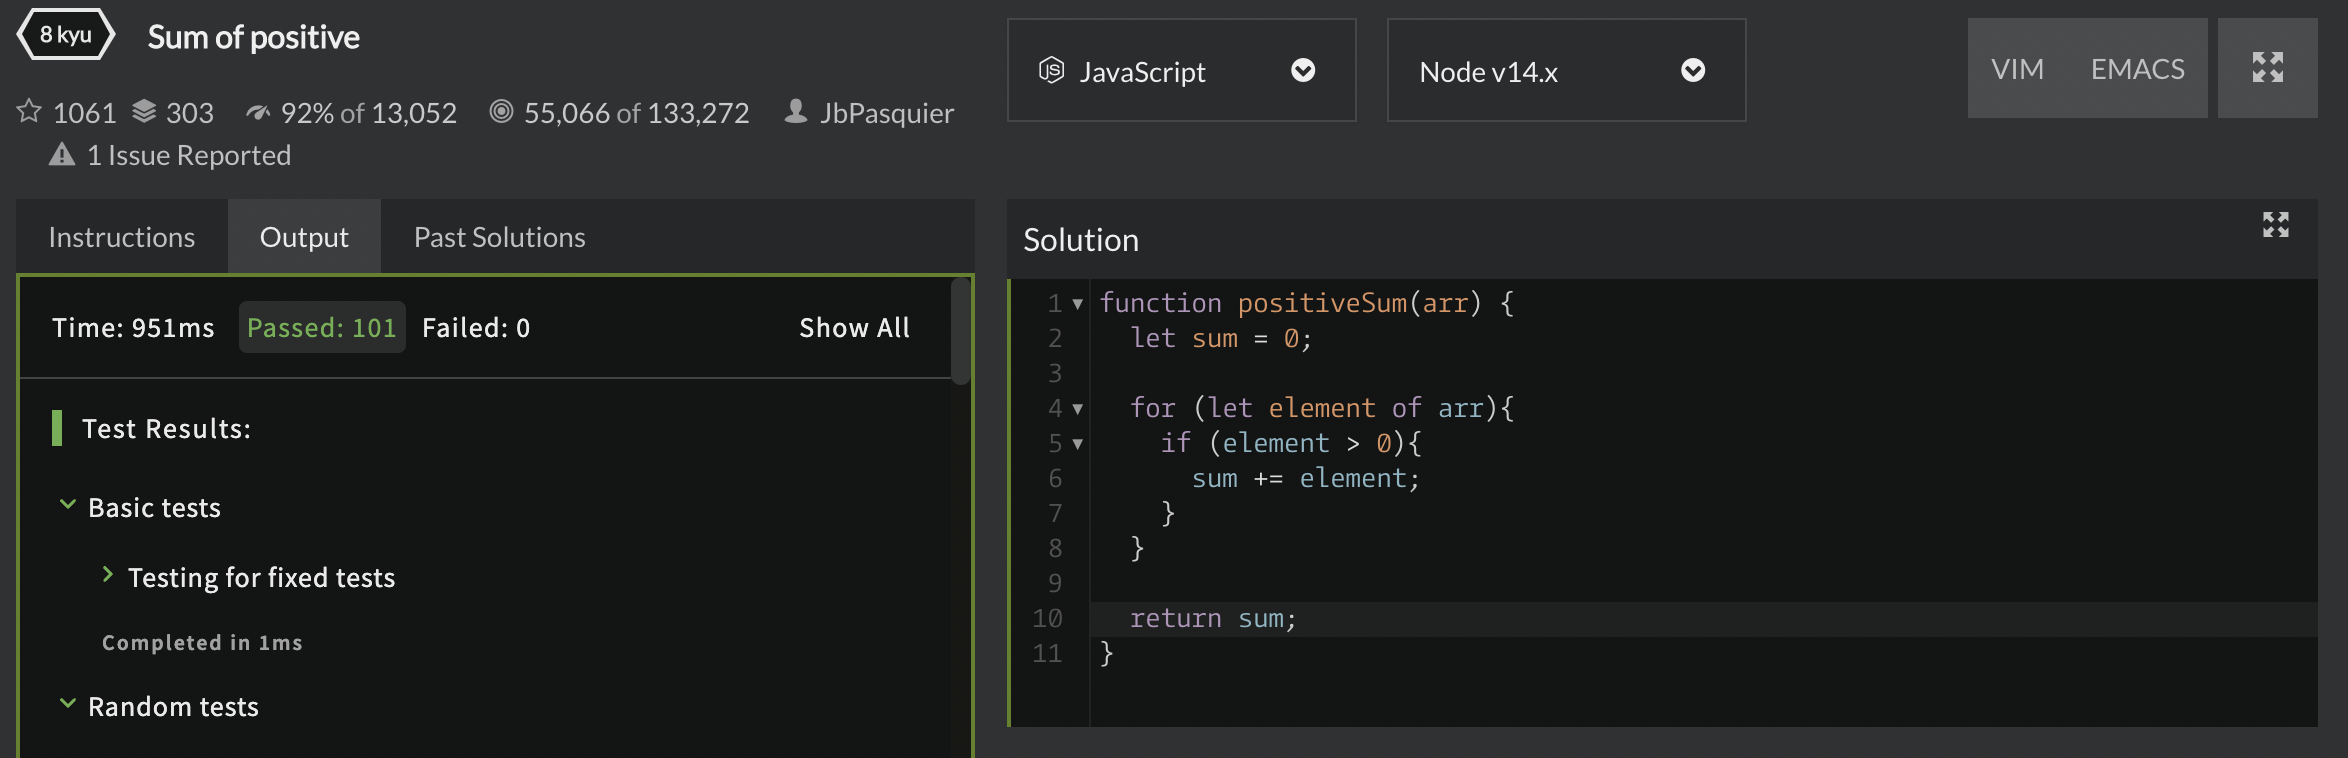 8 kyu
Sum of positive
1061 303 92% of 13,052 55,066 of 133,272 JbPasquier
1 Issue Reported
JS JavaScript
Node v14.x
VIM EMACS
Instructions Output Past Solutions
Time: 951ms Passed: 101 Failed: 0 Show All
Test Results:
Basic tests
Testing for fixed tests
Completed in 1ms
Random tests
Solution
1 function positiveSum(arr) {
2 let sum = 0;
3
4 for (let element of arr){
5 if (element > 0){
6 sum += element;
7 }
8 }
9
10 return sum;
11 }